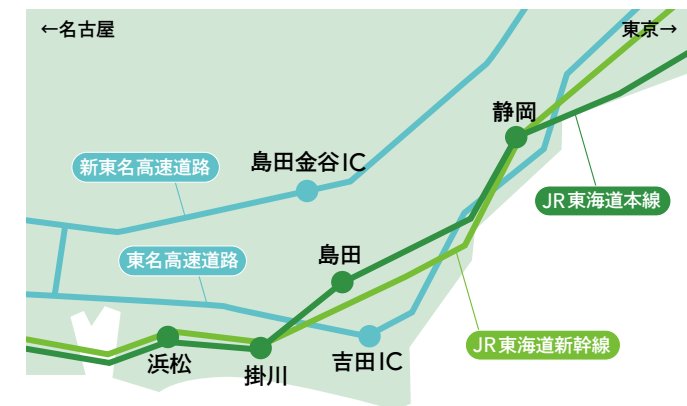 ←名古屋
東京→
静岡
島田金谷IC
新東名高速道路
JR東海道本線
島田
東名高速道路
JR東海道新幹線
浜松
掛川
吉田IC